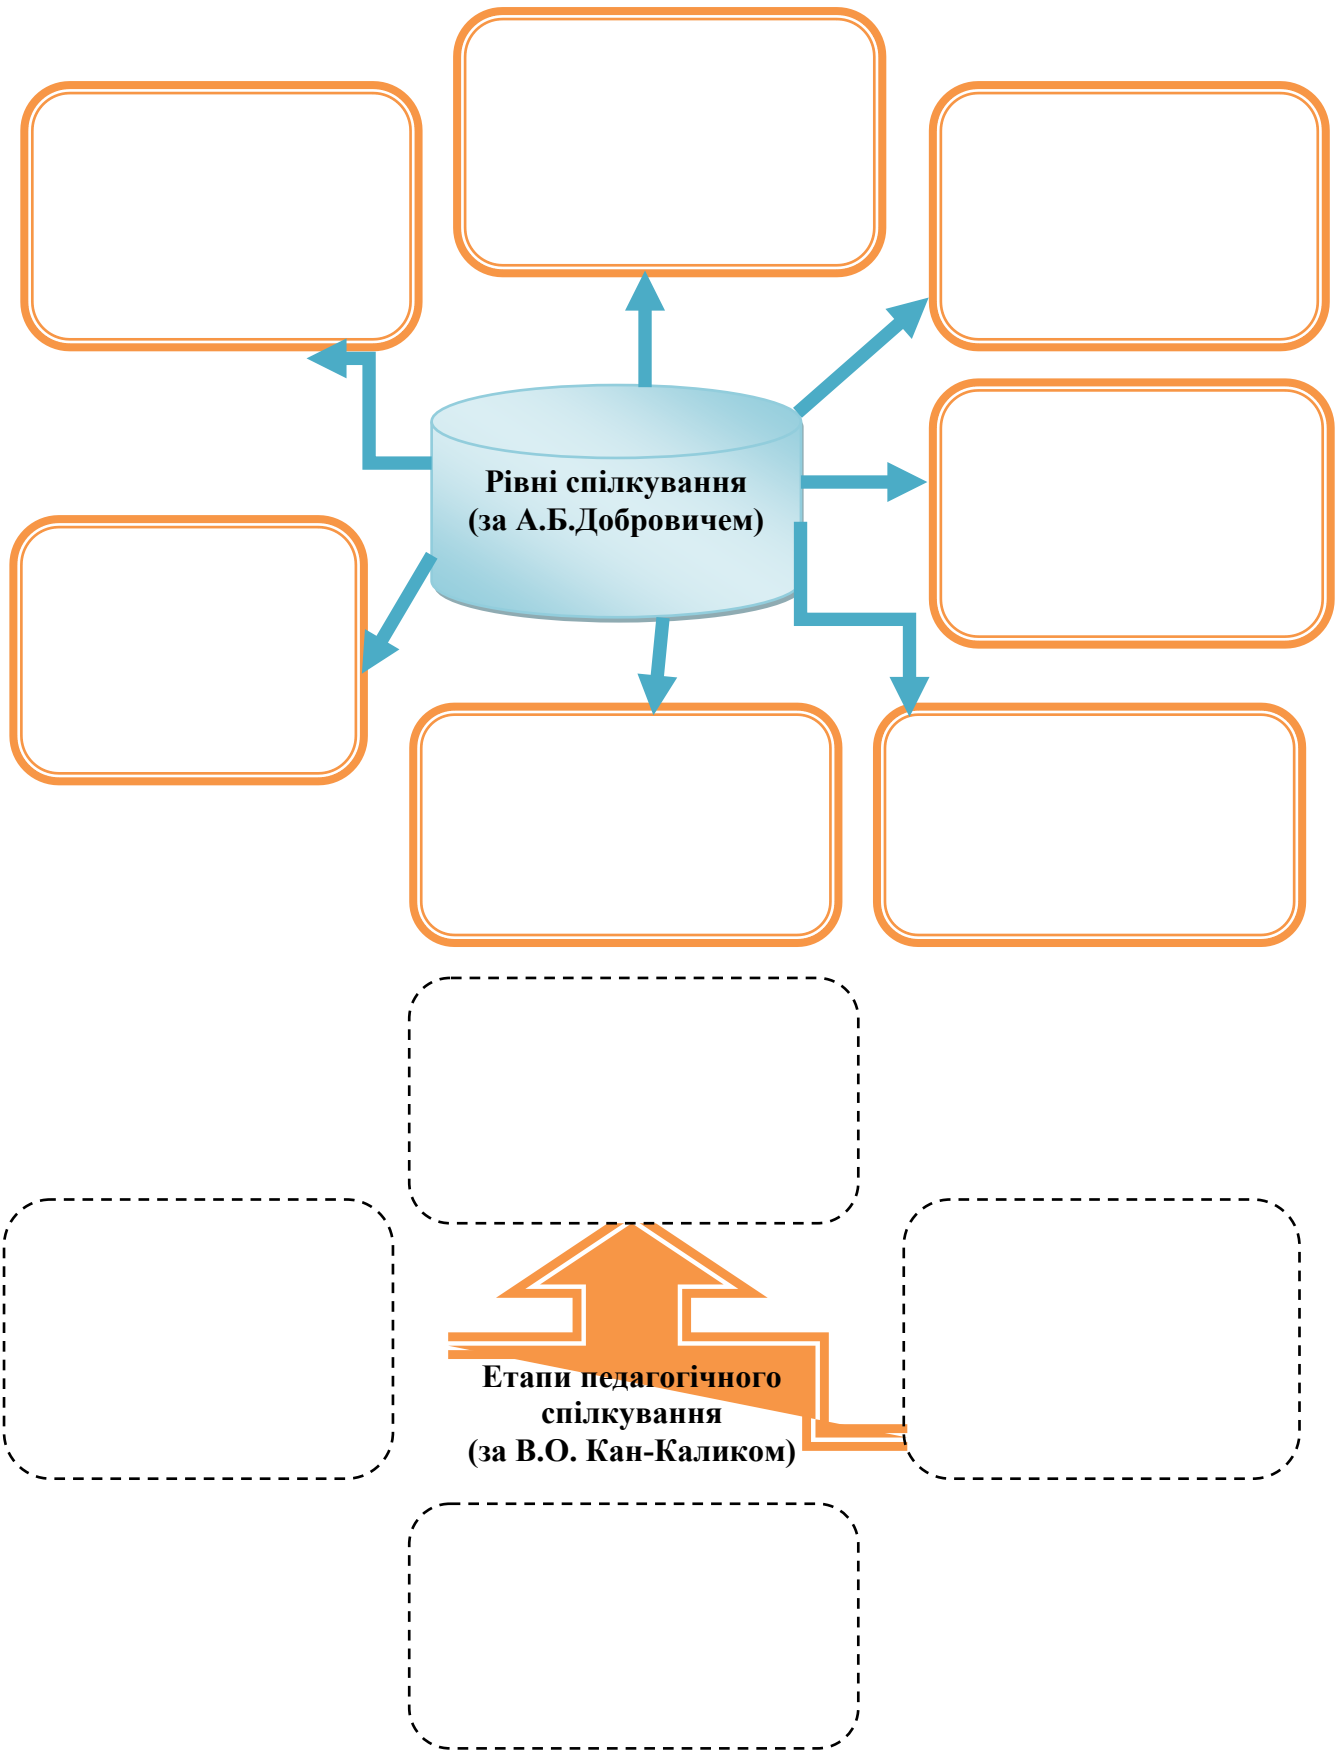 Рівні спілкування
(за А.Б.Добровичем)
Етапи педагогічного
спілкування
(за В.О. Кан-Каликом)